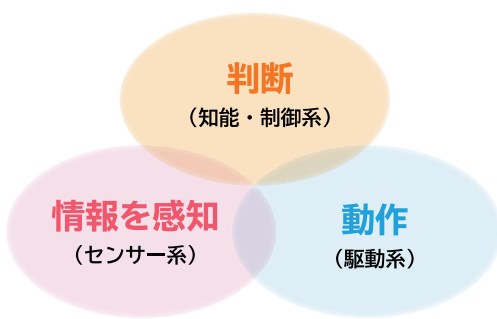 判断
（知能・制御系）
情報を感知
（センサー系）
動作
（駆動系）